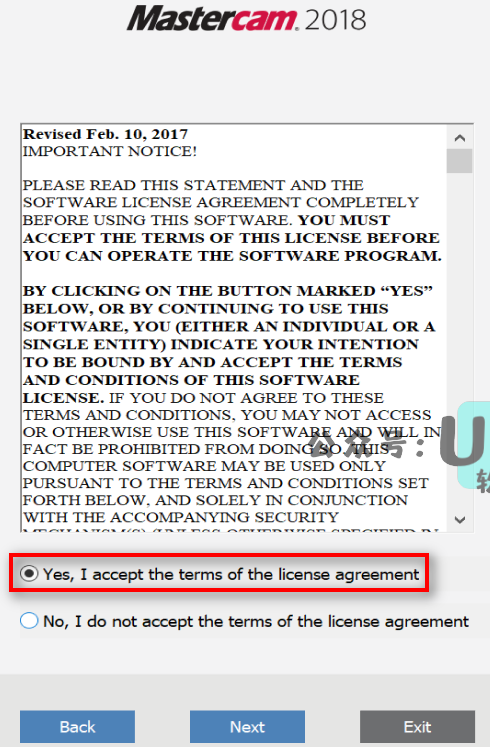 Mastercam. 2018
Revised Feb. 10, 2017
IMPORTANT NOTICE!
PLEASE READ THIS STATEMENT AND THE
SOFTWARE LICENSE AGREEMENT COMPLETELY
BEFORE USING THIS SOFTWARE. YOU MUST
ACCEPT THE TERMS OF THIS LICENSE BEFORE
YOU CAN OPERATE THE SOFTWARE PROGRAM.
BY CLICKING ON THE BUTTON MARKED “YES”
BELOW, OR BY CONTINUING TO USE THIS
SOFTWARE, YOU (EITHER AN INDIVIDUAL OR A
SINGLE ENTITY) INDICATE YOUR INTENTION
TO BE BOUND BY AND ACCEPT THE TERMS
AND CONDITIONS OF THIS SOFTWARE
LICENSE. IF YOU DO NOT AGREE TO THESE
TERMS AND CONDITIONS, YOU MAY NOT ACCESS
OR OTHERWISE USE THIS SOFTWARE AND WILL IN
FACT BE PROHIBITED FROM DOING SO. THIS
COMPUTER SOFTWARE MAY BE USED ONLY
PURSUANT TO THE TERMS AND CONDITIONS SET
FORTH BELOW, AND SOLELY IN CONJUNCTION
WITH THE ACCOMPANYING SECURITY
MECHANISM(S) (UNLESS OTHERWISE SPECIFIED IN
公众号：U
软
Yes, I accept the terms of the license agreement
No, I do not accept the terms of the license agreement
Back
Next
Exit